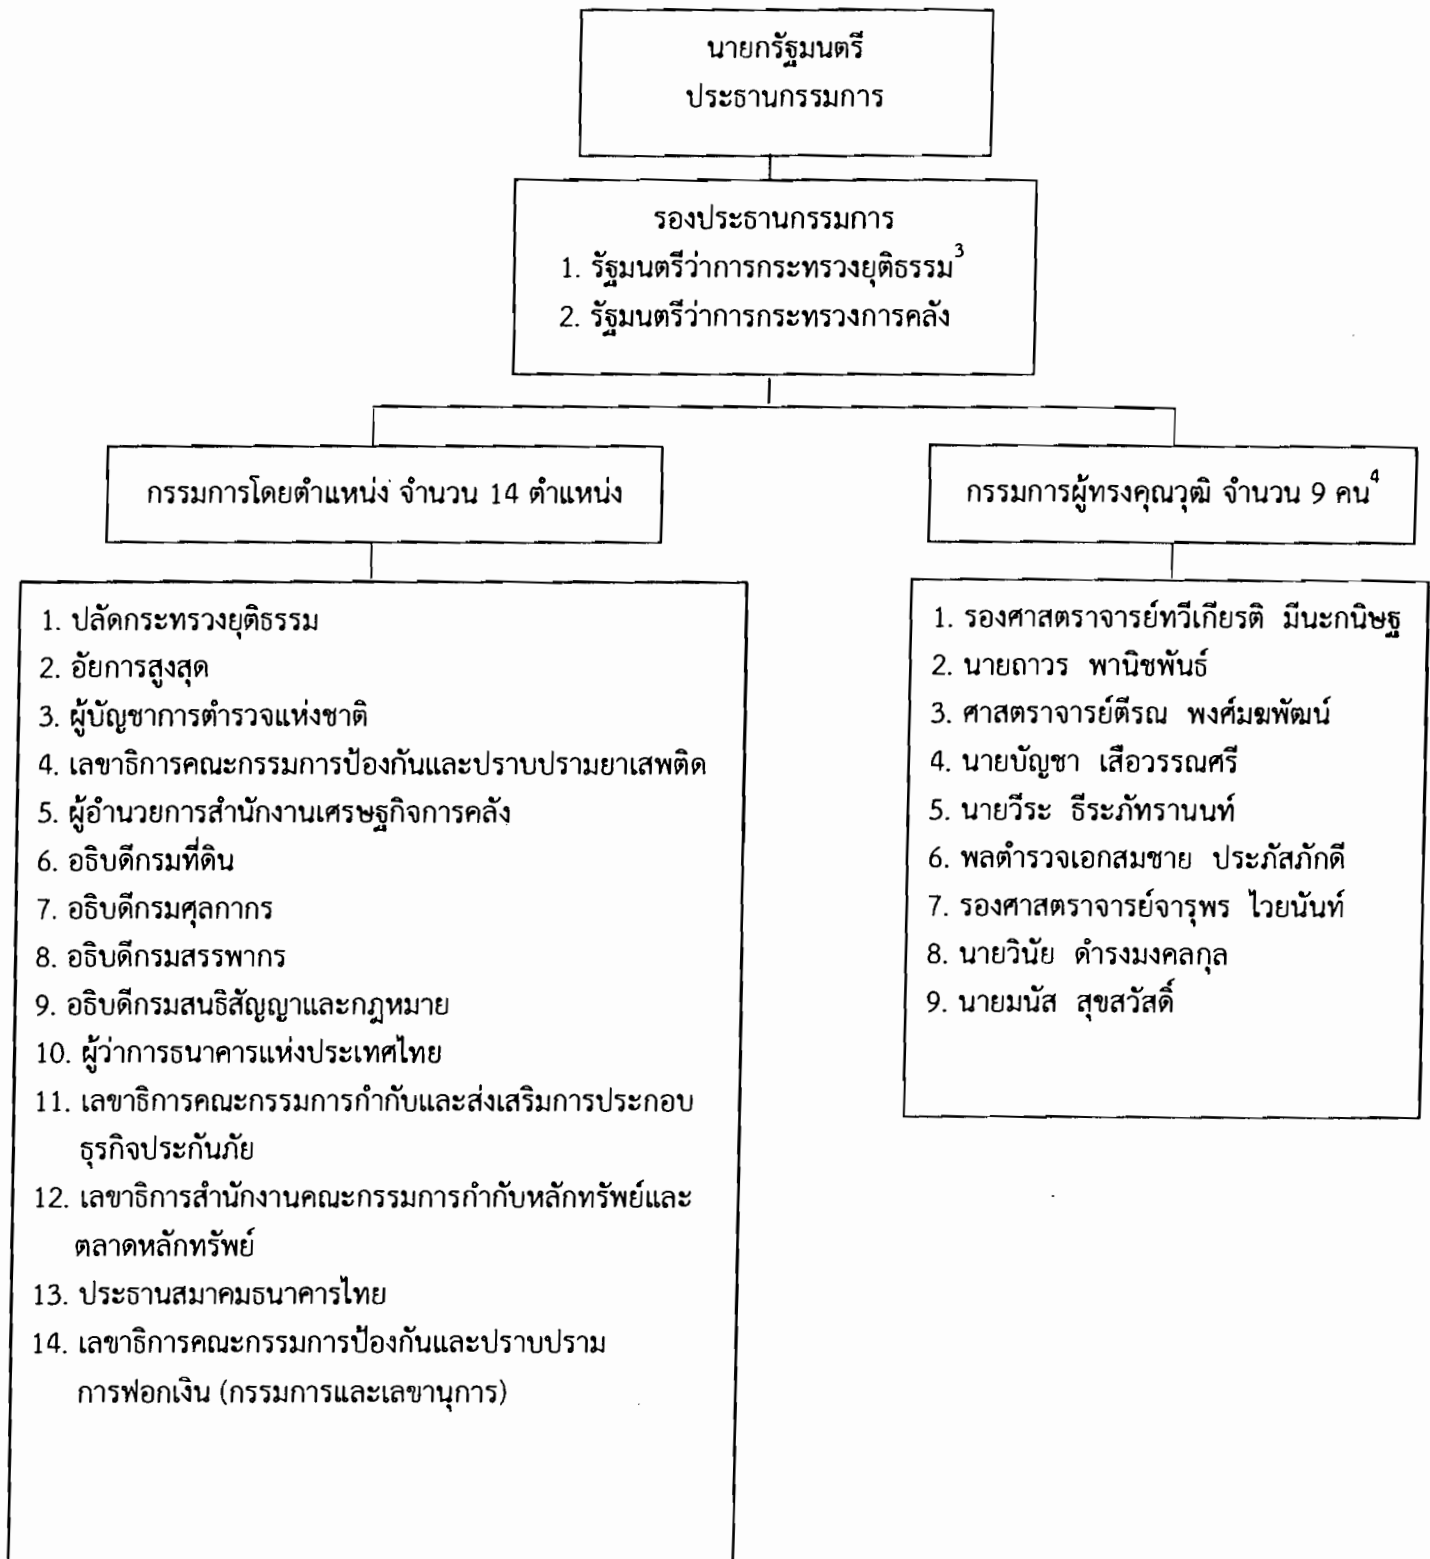 นายกรัฐมนตรี
ประธานกรรมการ
รองประธานกรรมการ
1. รัฐมนตรีว่าการกระทรวงยุติธรรม³
2. รัฐมนตรีว่าการกระทรวงการคลัง
กรรมการโดยตำแหน่ง จำนวน 14 ตำแหน่ง
1. ปลัดกระทรวงยุติธรรม
2. อัยการสูงสุด
3. ผู้บัญชาการตำรวจแห่งชาติ
4. เลขาธิการคณะกรรมการป้องกันและปราบปรามยาเสพติด
5. ผู้อำนวยการสำนักงานเศรษฐกิจการคลัง
6. อธิบดีกรมที่ดิน
7. อธิบดีกรมศุลกากร
8. อธิบดีกรมสรรพากร
9. อธิบดีกรมสนธิสัญญาและกฎหมาย
10. ผู้ว่าการธนาคารแห่งประเทศไทย
11. เลขาธิการคณะกรรมการกำกับและส่งเสริมการประกอบ
ธุรกิจประกันภัย
12. เลขาธิการสำนักงานคณะกรรมการกำกับหลักทรัพย์และ
ตลาดหลักทรัพย์
13. ประธานสมาคมธนาคารไทย
14. เลขาธิการคณะกรรมการป้องกันและปราบปราม
การฟอกเงิน (กรรมการและเลขานุการ)
กรรมการผู้ทรงคุณวุฒิ จำนวน 9 คน⁴
1. รองศาสตราจารย์ทวีเกียรติ มีนะกนิษฐ
2. นายถาวร พานิชพันธ์
3. ศาสตราจารย์ตีรณ พงศ์มฆพัฒน์
4. นายบัญชา เสือวรรณศรี
5. นายวีระ ธีระภัทรานนท์
6. พลตำรวจเอกสมชาย ประภัสภักดี
7. รองศาสตราจารย์จารุพร ไวยนันท์
8. นายวินัย ดำรงมงคลกุล
9. นายมนัส สุขสวัสดิ์